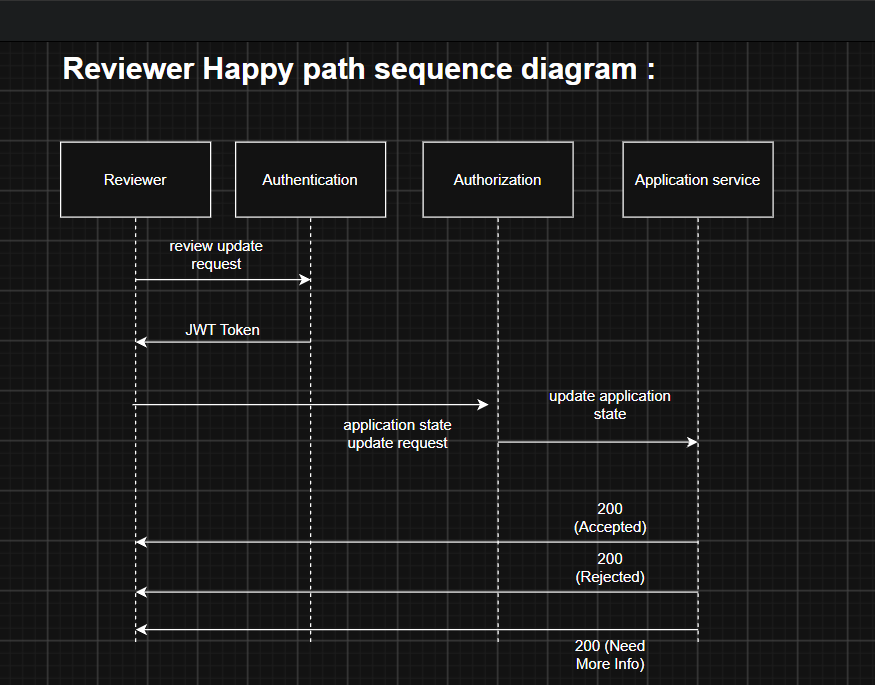 Reviewer Happy path sequence diagram :
Reviewer
Authentication
Authorization
Application service
review update
request
JWT Token
update application
state
application state
update request
200
(Accepted)
200
(Rejected)
200 (Need
More Info)